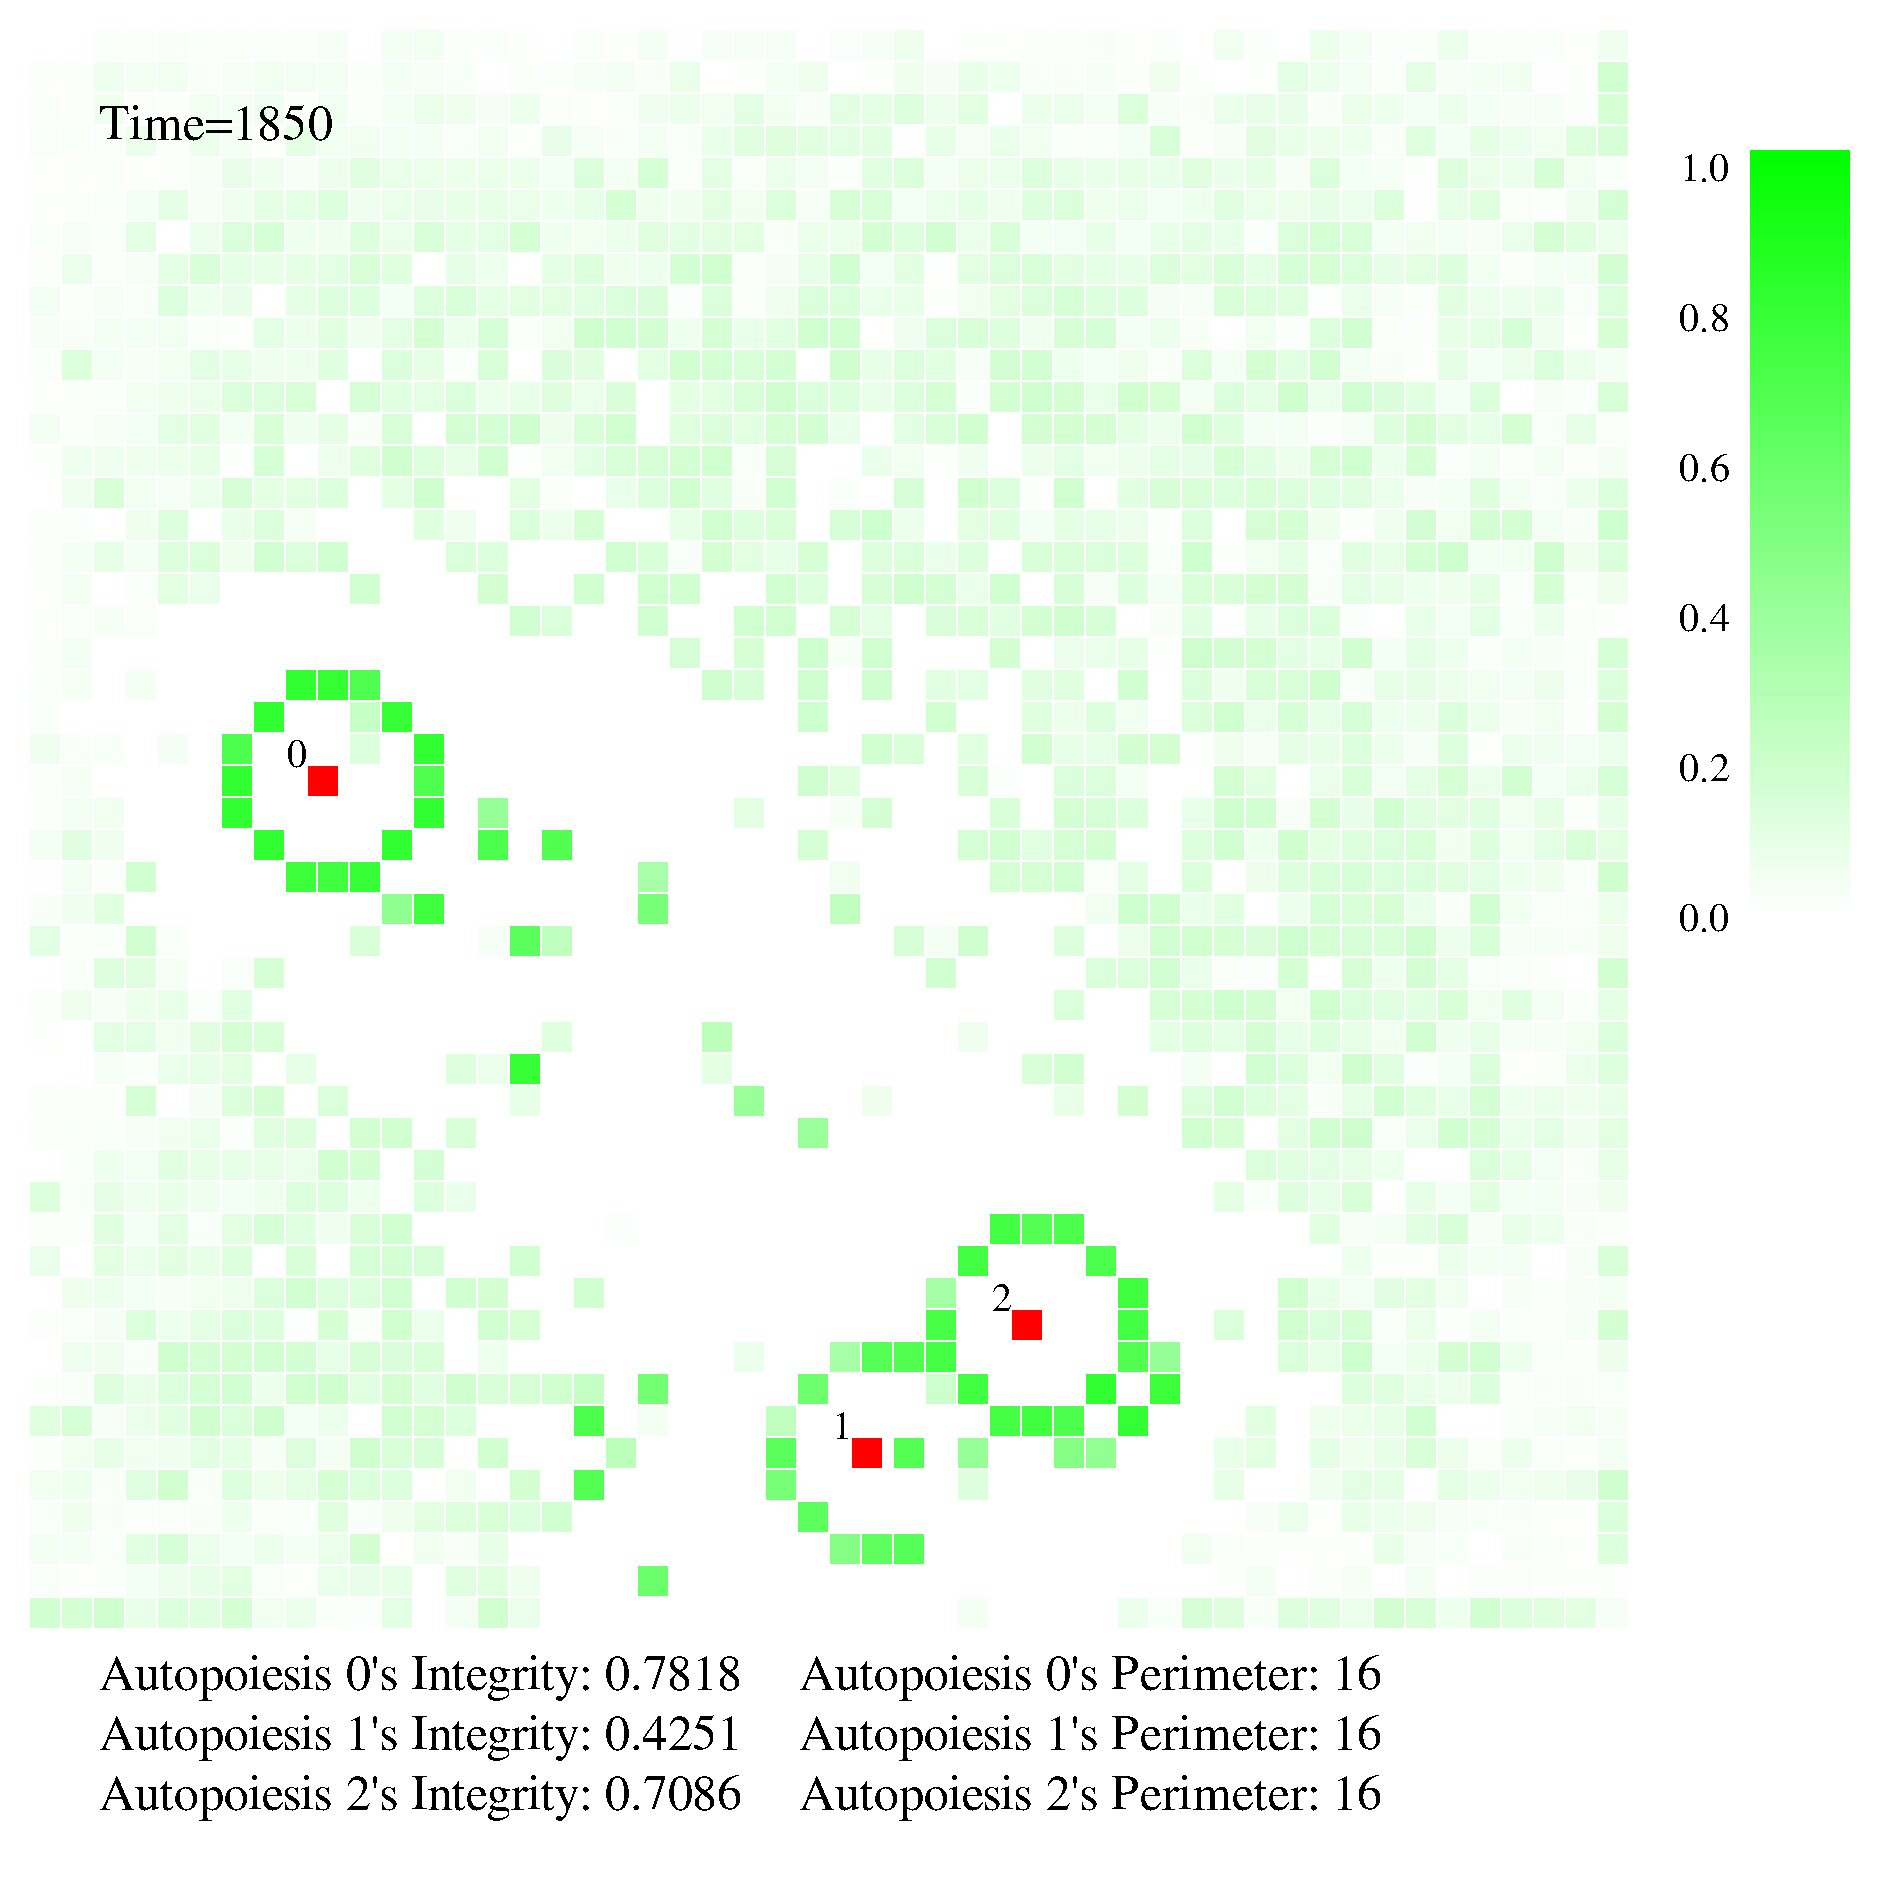 Time=1850
1.0
0.8
0.6
0.4
0.2
0.0
0
2
1
Autopoiesis 0's Integrity: 0.7818 Autopoiesis 0's Perimeter: 16
Autopoiesis 1's Integrity: 0.4251 Autopoiesis 1's Perimeter: 16
Autopoiesis 2's Integrity: 0.7086 Autopoiesis 2's Perimeter: 16